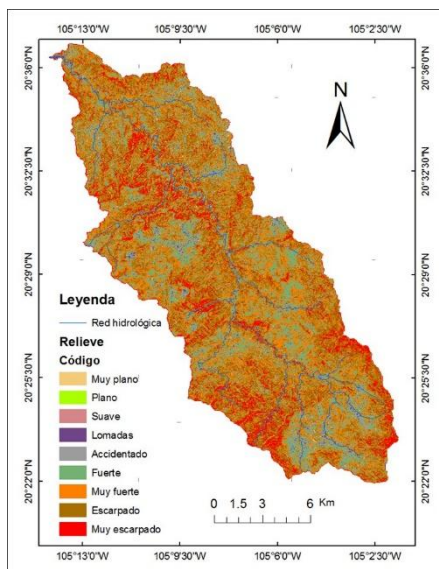 105°13'0"W 105°9'30"W 105°6'0"W 105°2'30"W
20°36'0"N
20°32'30"N
20°29'0"N
20°25'30"N
20°22'0"N
N
20°36'0"N
20°32'30"N
20°29'0"N
20°25'30"N
20°22'0"N
Leyenda
Red hidrológica
Relieve
Código
Muy plano
Plano
Suave
Lomadas
Accidentado
Fuerte
Muy fuerte
Escarpado
Muy escarpado
0 1.5 3 6 Km
105°13'0"W 105°9'30"W 105°6'0"W 105°2'30"W